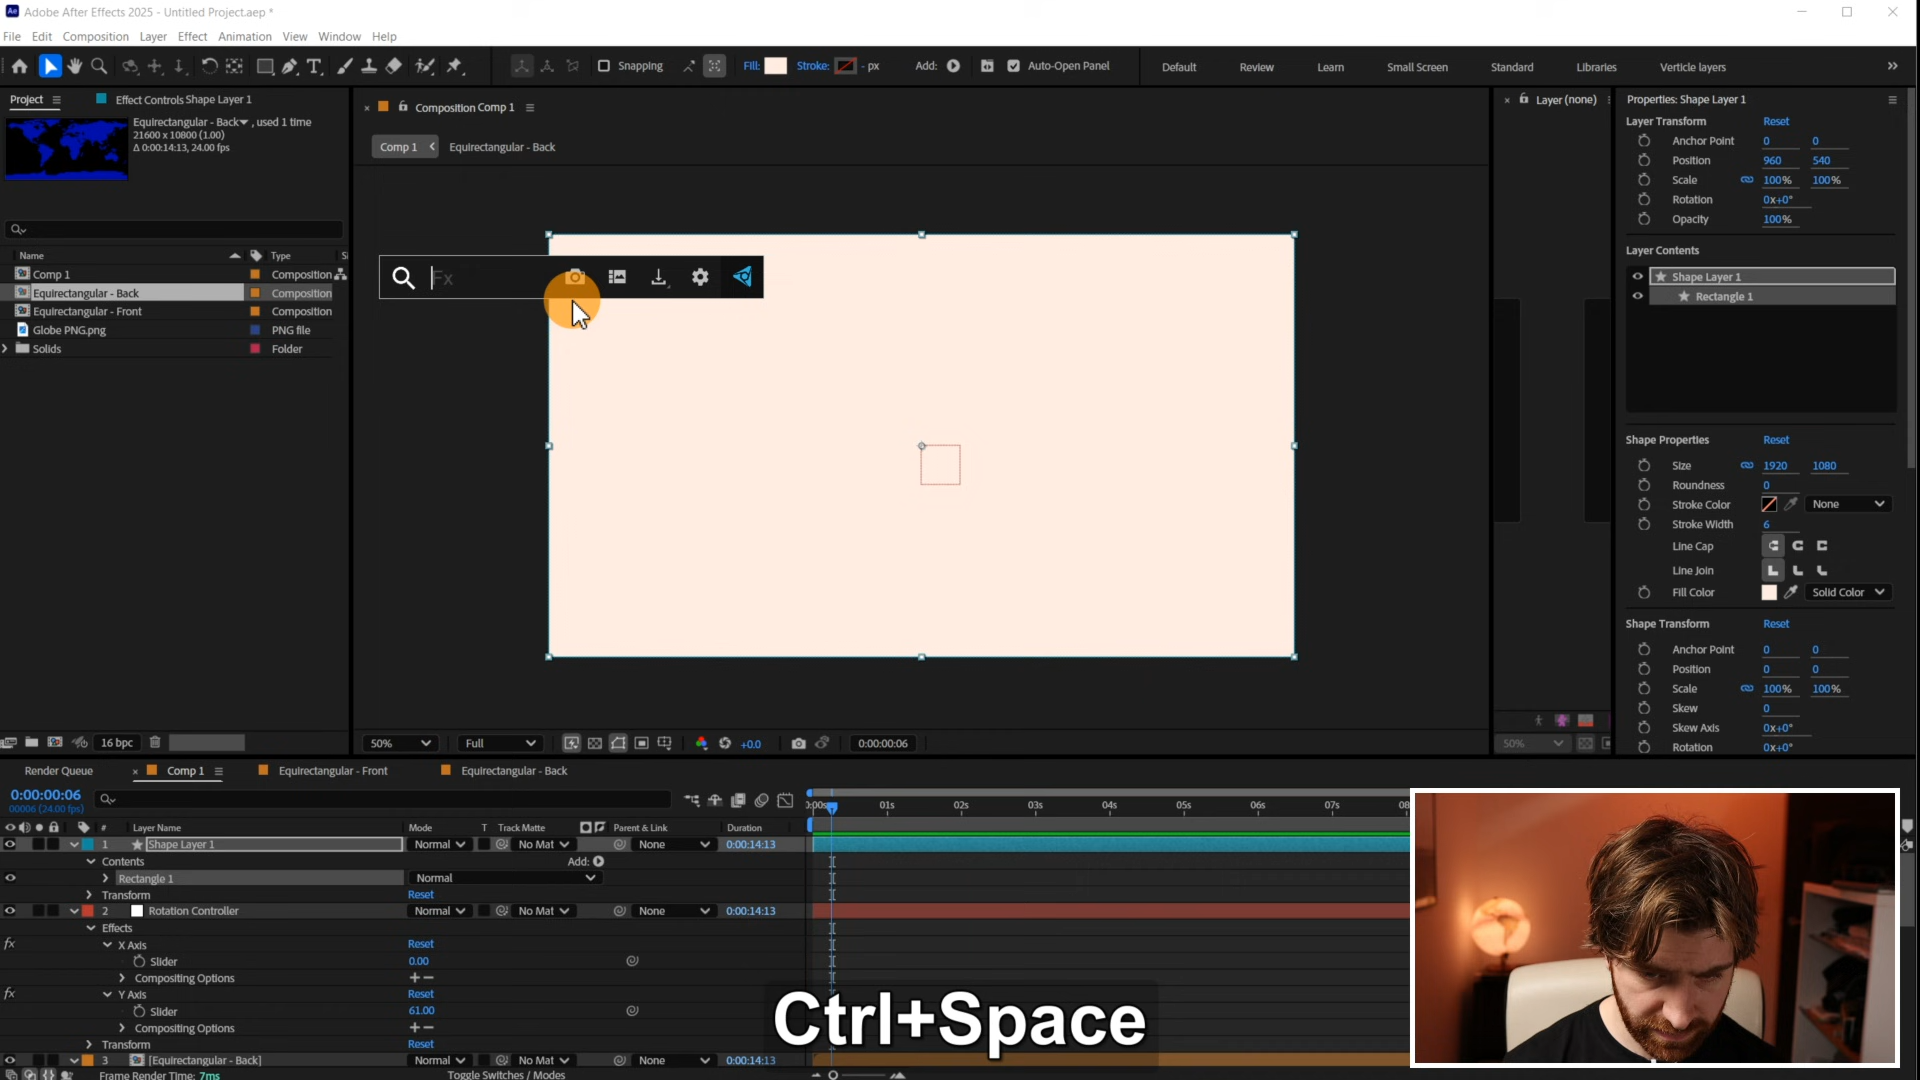 Adobe After Effects 2025 - Untitled Project.aep *
File Edit Composition Layer Effect Animation View Window Help
Snapping Fill: Stroke: - px Add: Auto-Open Panel Default Review Learn Small Screen Standard Libraries Verticle layers
Project Effect Controls Shape Layer 1
Equirectangular - Back , used 1 time
21600 x 10800 (1.00)
Δ 0:00:14:13, 24.00 fps
Name Type
Comp 1 Composition
Equirectangular - Back Composition
Equirectangular - Front Composition
Globe PNG.png PNG file
Solids Folder
16 bpc
Composition Comp 1
Comp 1 Equirectangular - Back
Fx
50% Full +0.0 0:00:00:06
Layer (none)
50%
Properties: Shape Layer 1
Layer Transform Reset
Anchor Point 0 0
Position 960 540
Scale 100% 100%
Rotation 0x+0°
Opacity 100%
Layer Contents
Shape Layer 1
Rectangle 1
Shape Properties Reset
Size 1920 1080
Roundness 0
Stroke Color None
Stroke Width 6
Line Cap
Line Join
Fill Color Solid Color
Shape Transform Reset
Anchor Point 0 0
Position 0 0
Scale 100% 100%
Skew 0
Skew Axis 0x+0°
Rotation 0x+0°
Render Queue Comp 1 Equirectangular - Front Equirectangular - Back
0:00:00:06
00006 (24.00 fps)
:00s 01s 02s 03s 04s 05s 06s 07s 08
# Layer Name Mode T Track Matte Parent & Link Duration
1 Shape Layer 1 Normal No Mat None 0:00:14:13
Contents Add:
Rectangle 1 Normal
Transform Reset
2 Rotation Controller Normal No Mat None 0:00:14:13
Effects
fx X Axis Reset
Slider 0.00
Compositing Options +−
fx Y Axis Reset
Slider 61.00
Compositing Options +−
Transform Reset
3 [Equirectangular - Back] Normal No Mat None 0:00:14:13
Frame Render Time: 7ms Toggle Switches / Modes
Ctrl+Space